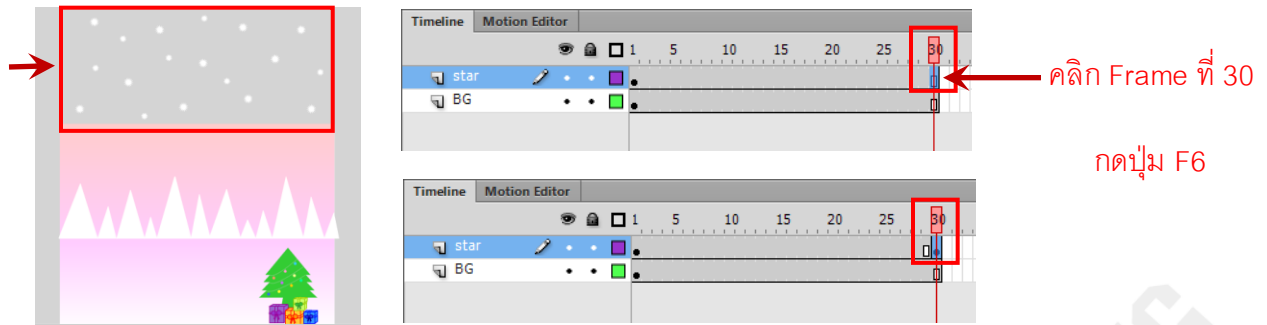 Timeline Motion Editor
1 5 10 15 20 25 30
star
BG
คลิก Frame ที่ 30
กดปุ่ม F6
Timeline Motion Editor
1 5 10 15 20 25 30
star
BG